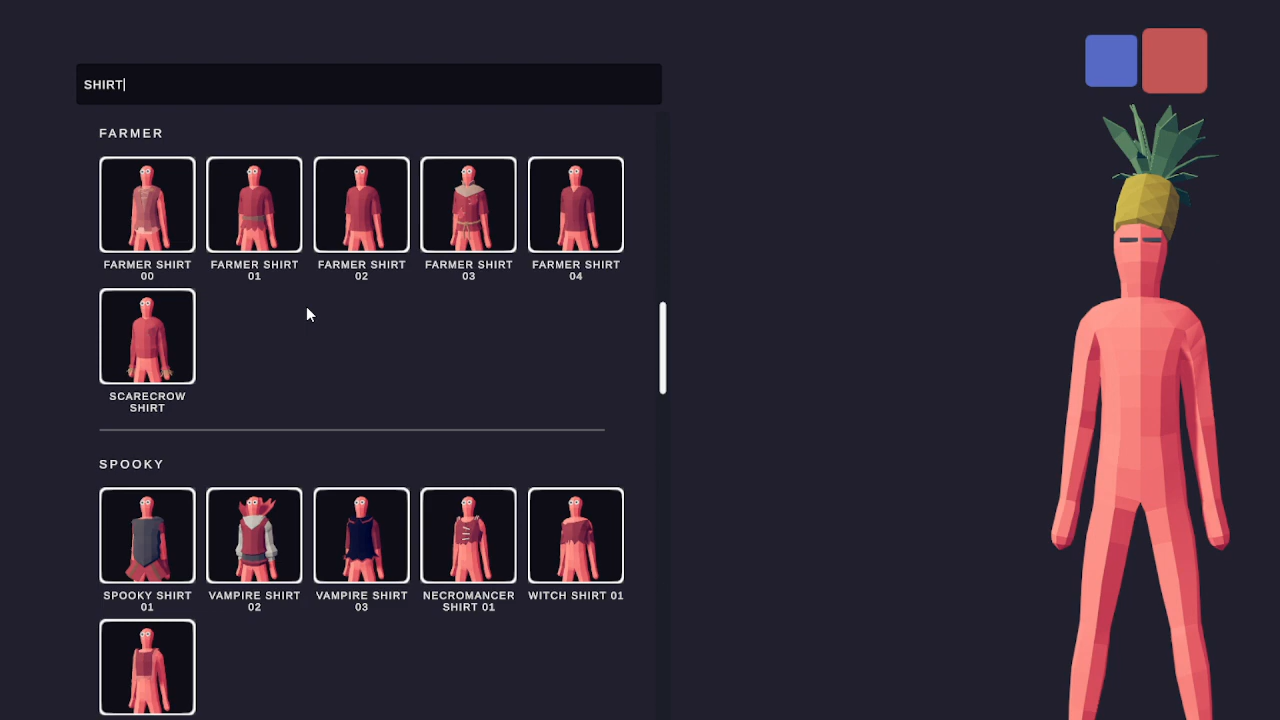 SHIRT
FARMER
FARMER SHIRT
00
FARMER SHIRT
01
FARMER SHIRT
02
FARMER SHIRT
03
FARMER SHIRT
04
SCARECROW
SHIRT
SPOOKY
SPOOKY SHIRT
01
VAMPIRE SHIRT
02
VAMPIRE SHIRT
03
NECROMANCER
SHIRT 01
WITCH SHIRT 01